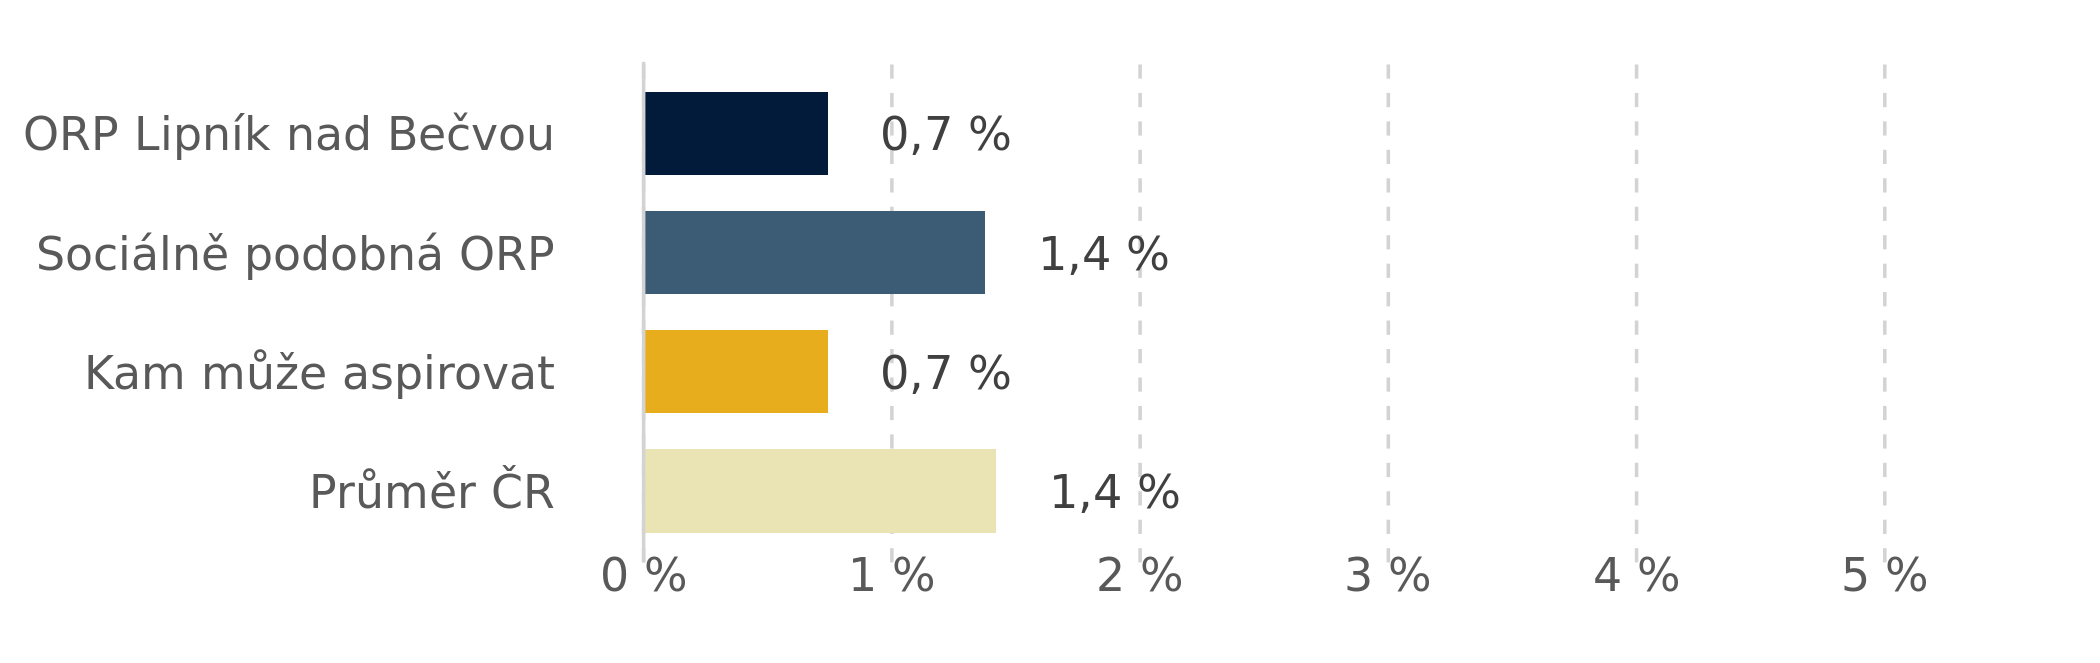 ORP Lipník nad Bečvou 0,7 %
Sociálně podobná ORP 1,4 %
Kam může aspirovat 0,7 %
Průměr ČR 1,4 %
0 % 1 % 2 % 3 % 4 % 5 %